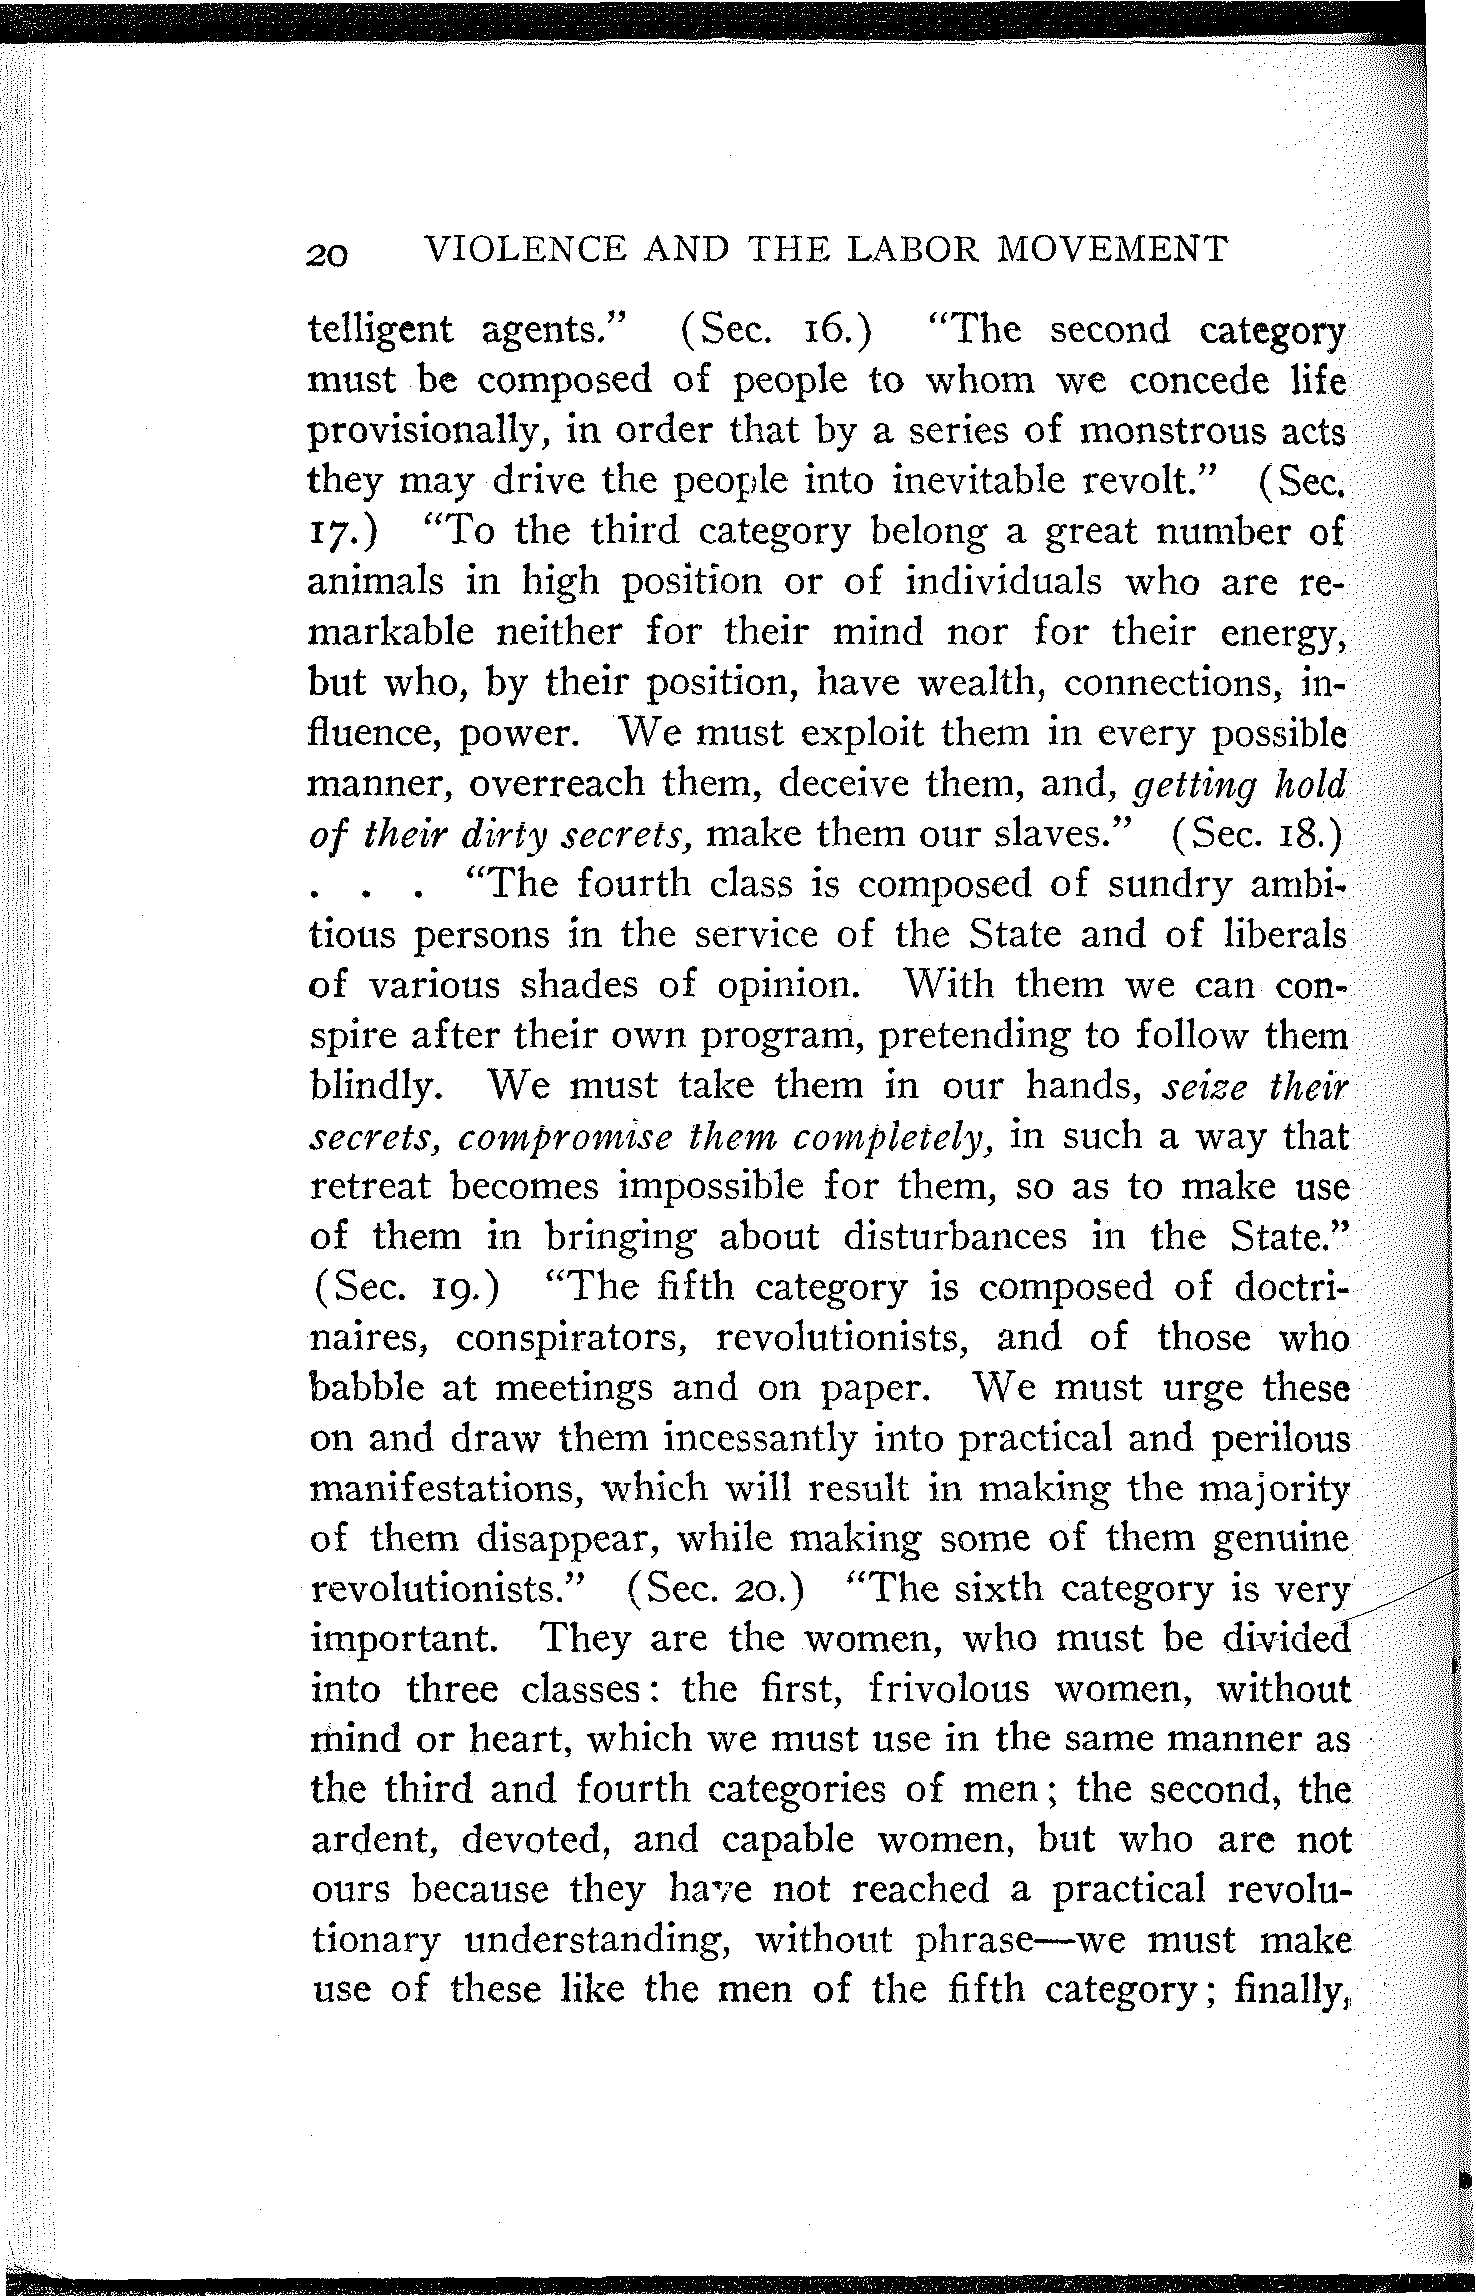 20 VIOLENCE AND THE LABOR MOVEMENT
telligent agents.” (Sec. 16.) “The second category
must be composed of people to whom we concede life
provisionally, in order that by a series of monstrous acts
they may drive the people into inevitable revolt.” (Sec.
17.) “To the third category belong a great number of
animals in high position or of individuals who are re-
markable neither for their mind nor for their energy,
but who, by their position, have wealth, connections, in-
fluence, power. We must exploit them in every possible
manner, overreach them, deceive them, and, getting hold
of their dirty secrets, make them our slaves.” (Sec. 18.)
. . . “The fourth class is composed of sundry ambi-
tious persons in the service of the State and of liberals
of various shades of opinion. With them we can con-
spire after their own program, pretending to follow them
blindly. We must take them in our hands, seize their
secrets, compromise them completely, in such a way that
retreat becomes impossible for them, so as to make use
of them in bringing about disturbances in the State.”
(Sec. 19.) “The fifth category is composed of doctri-
naires, conspirators, revolutionists, and of those who
babble at meetings and on paper. We must urge these
on and draw them incessantly into practical and perilous
manifestations, which will result in making the majority
of them disappear, while making some of them genuine
revolutionists.” (Sec. 20.) “The sixth category is very
important. They are the women, who must be divided
into three classes: the first, frivolous women, without
mind or heart, which we must use in the same manner as
the third and fourth categories of men; the second, the
ardent, devoted, and capable women, but who are not
ours because they have not reached a practical revolu-
tionary understanding, without phrase—we must make
use of these like the men of the fifth category; finally,